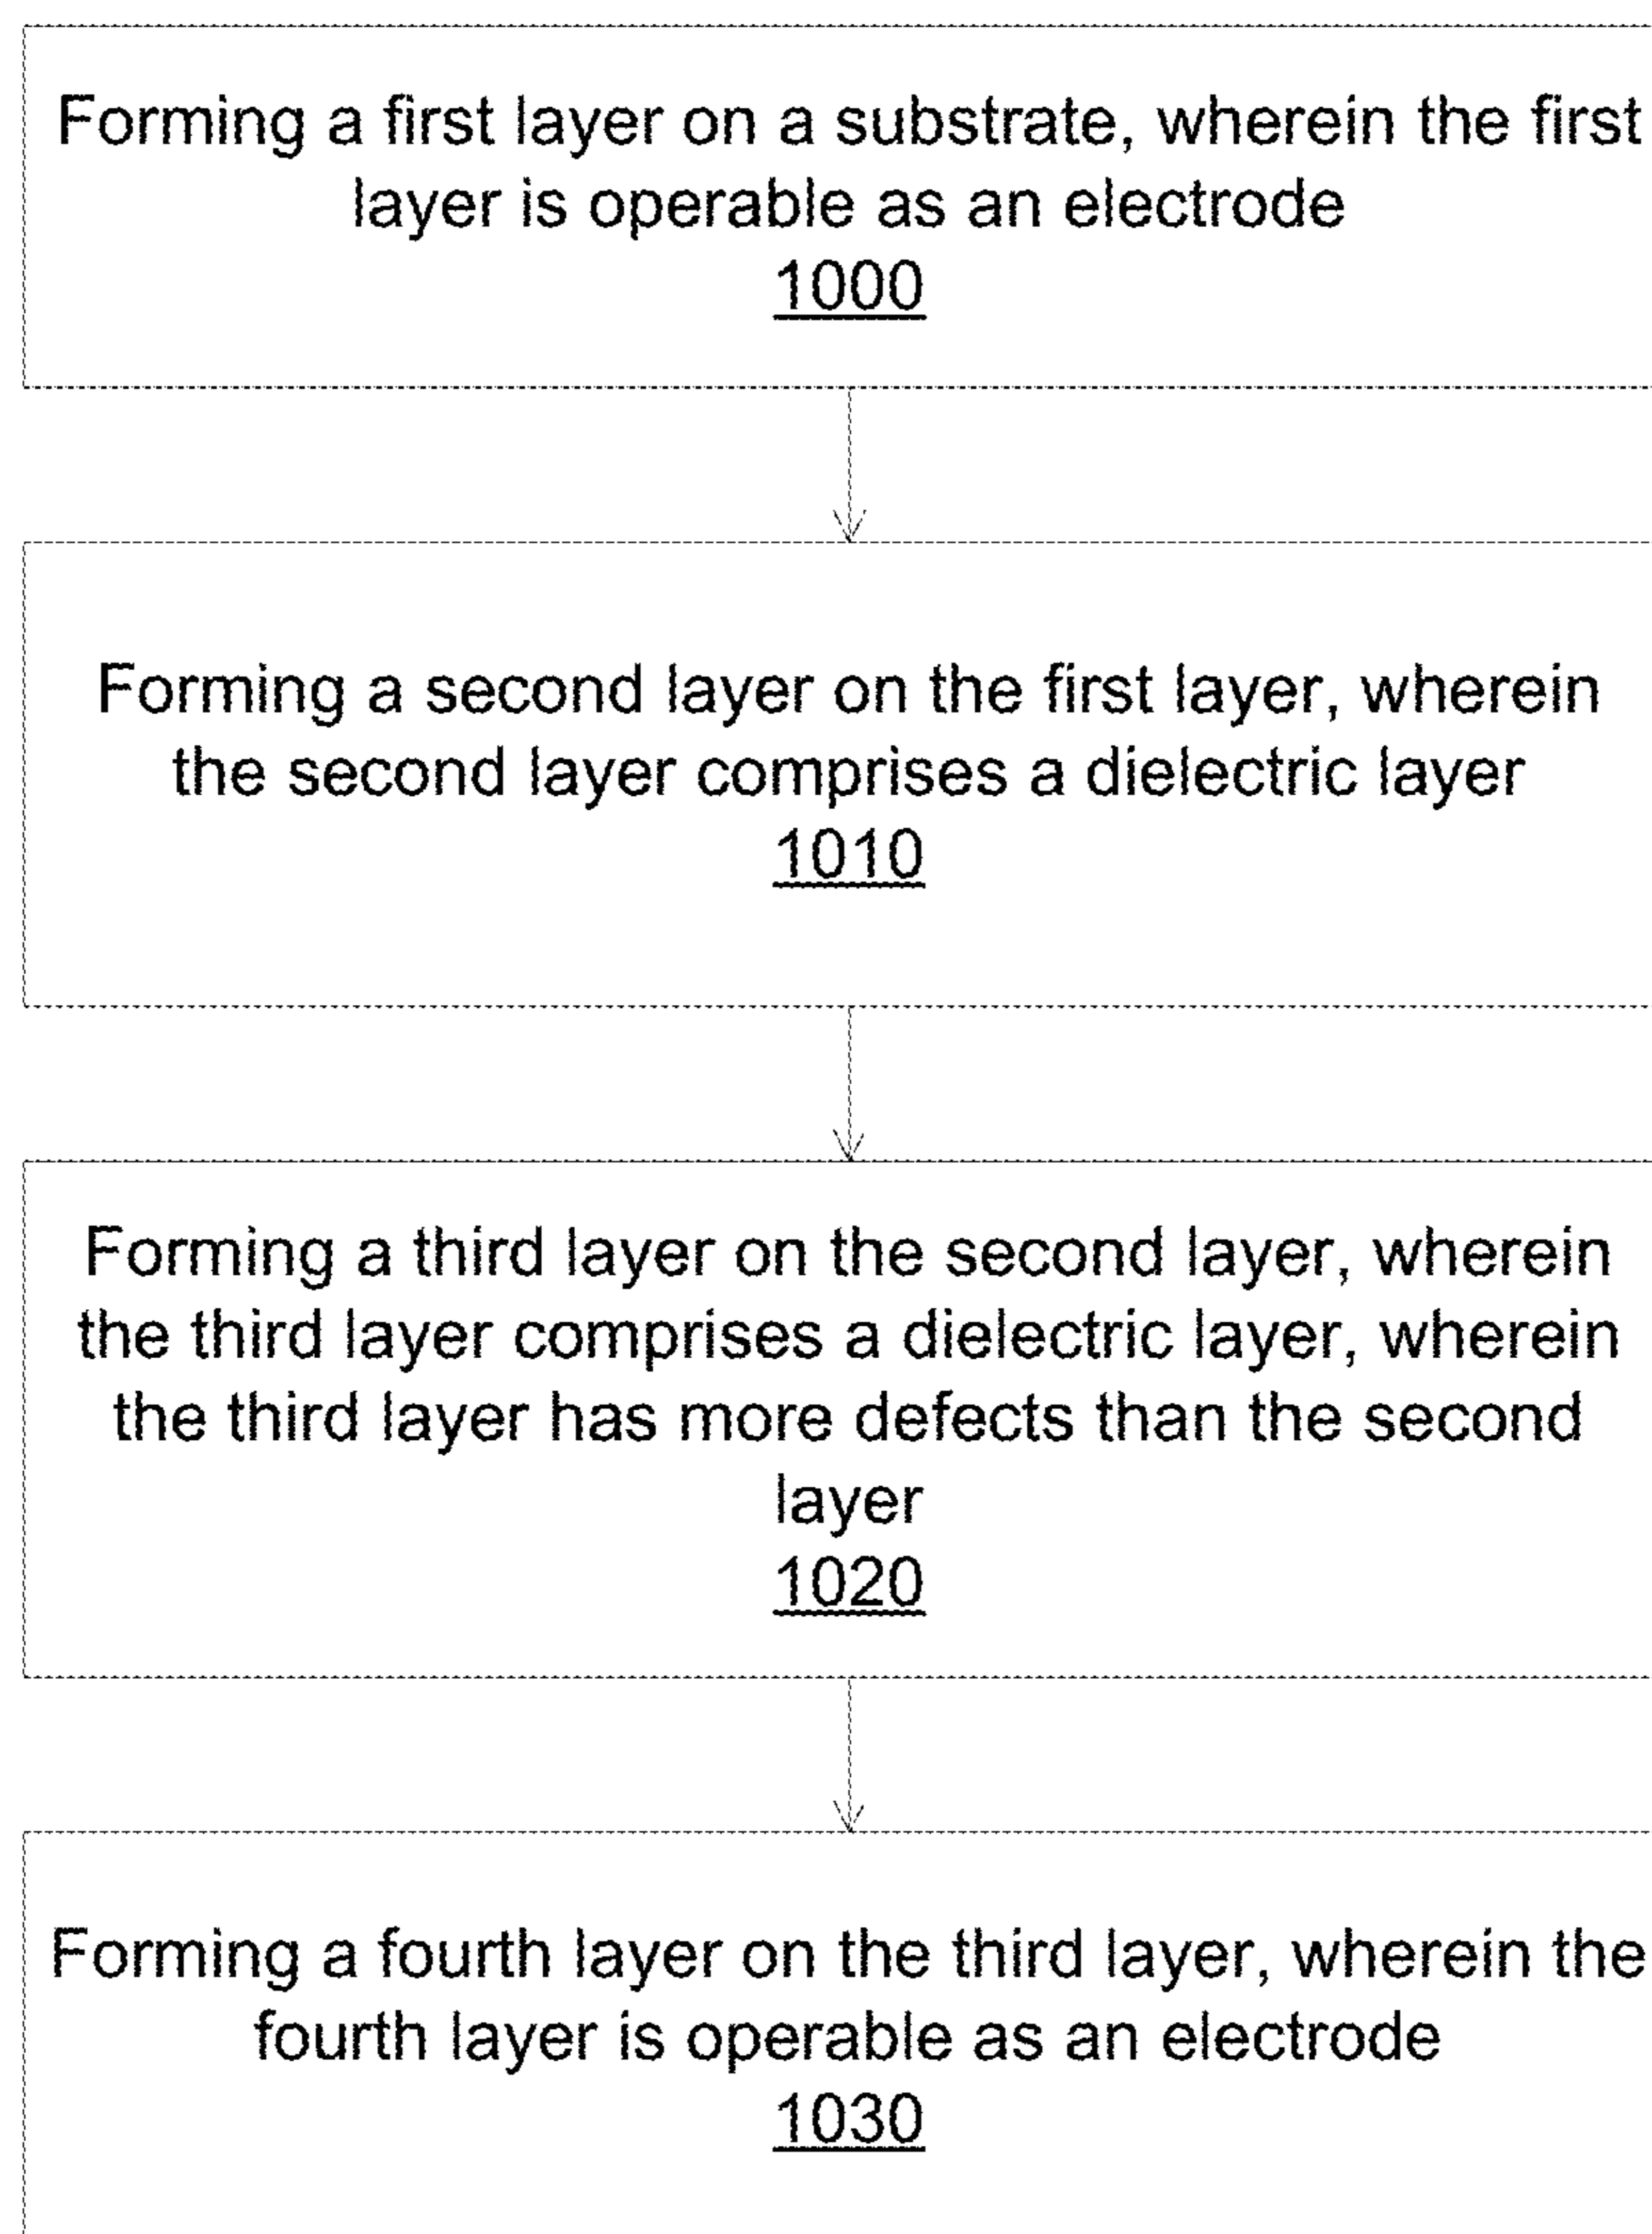 Forming a first layer on a substrate, wherein the first
layer is operable as an electrode
1000
Forming a second layer on the first layer, wherein
the second layer comprises a dielectric layer
1010
Forming a third layer on the second layer, wherein
the third layer comprises a dielectric layer, wherein
the third layer has more defects than the second
layer
1020
Forming a fourth layer on the third layer, wherein the
fourth layer is operable as an electrode
1030